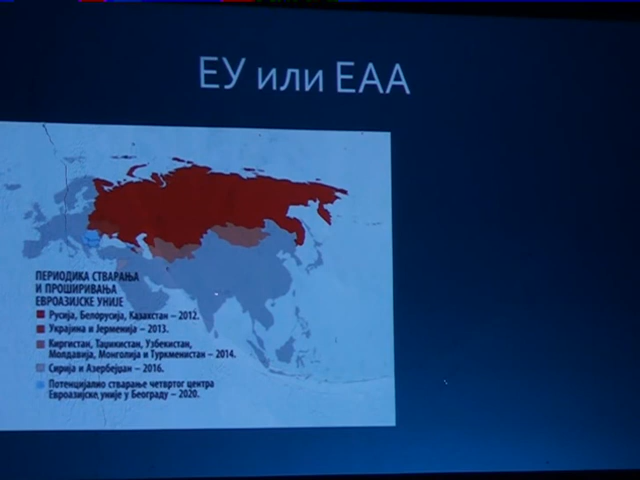 ЕУ или ЕАА
ПЕРИОДИКА СТВАРАЊА
И ПРОШИРИВАЊА
ЕВРОАЗИЈСКЕ УНИЈЕ
Русија, Белорусија, Казахстан – 2012.
Украјина и Јерменија – 2013.
Киргистан, Таџикистан, Узбекистан,
Молдавија, Монголија и Туркменистан – 2014.
Сирија и Азербејџан – 2016.
Потенцијално стварање четвртог центра
Евроазијске уније у Београду – 2020.